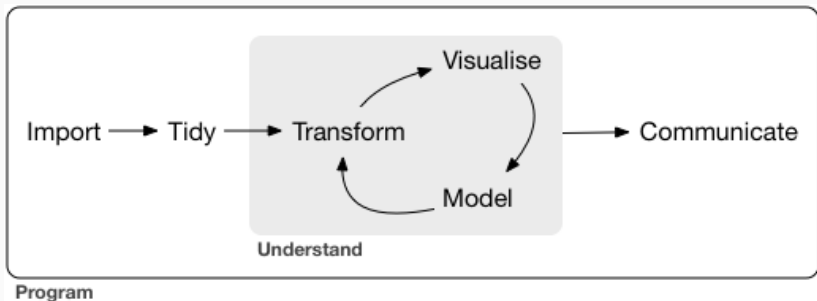 Visualise
Import
Tidy
Transform
Communicate
Model
Understand
Program